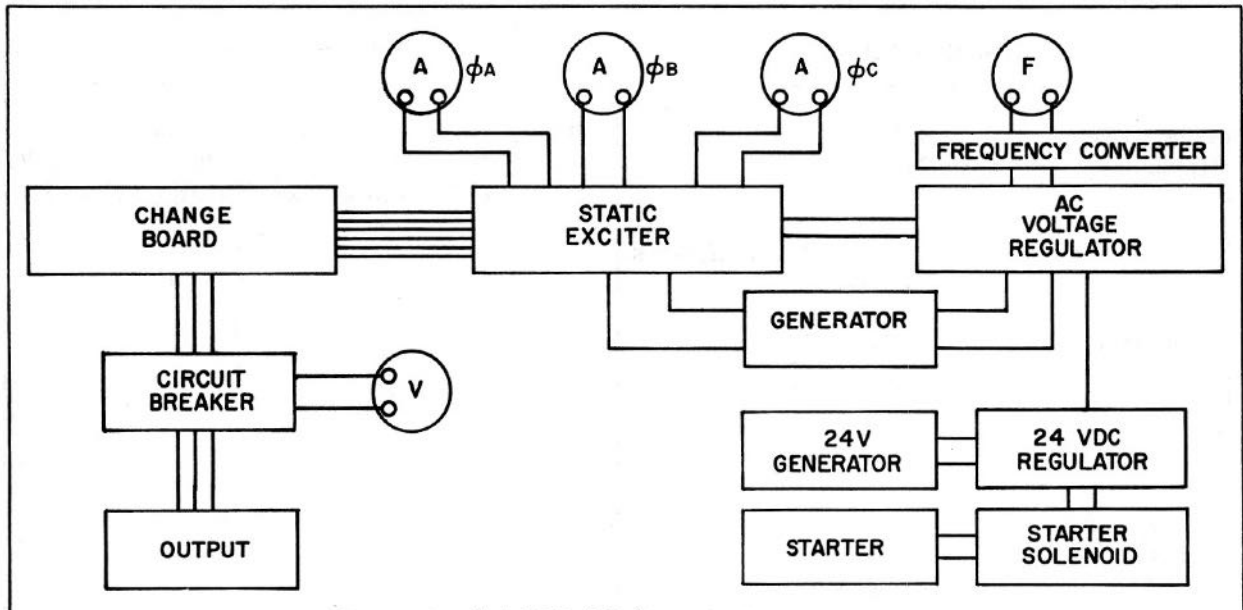 A ϕA
A ϕB
A ϕC
F
FREQUENCY CONVERTER
CHANGE
BOARD
STATIC
EXCITER
AC
VOLTAGE
REGULATOR
GENERATOR
CIRCUIT
BREAKER
V
24V
GENERATOR
24 VDC
REGULATOR
OUTPUT
STARTER
STARTER
SOLENOID